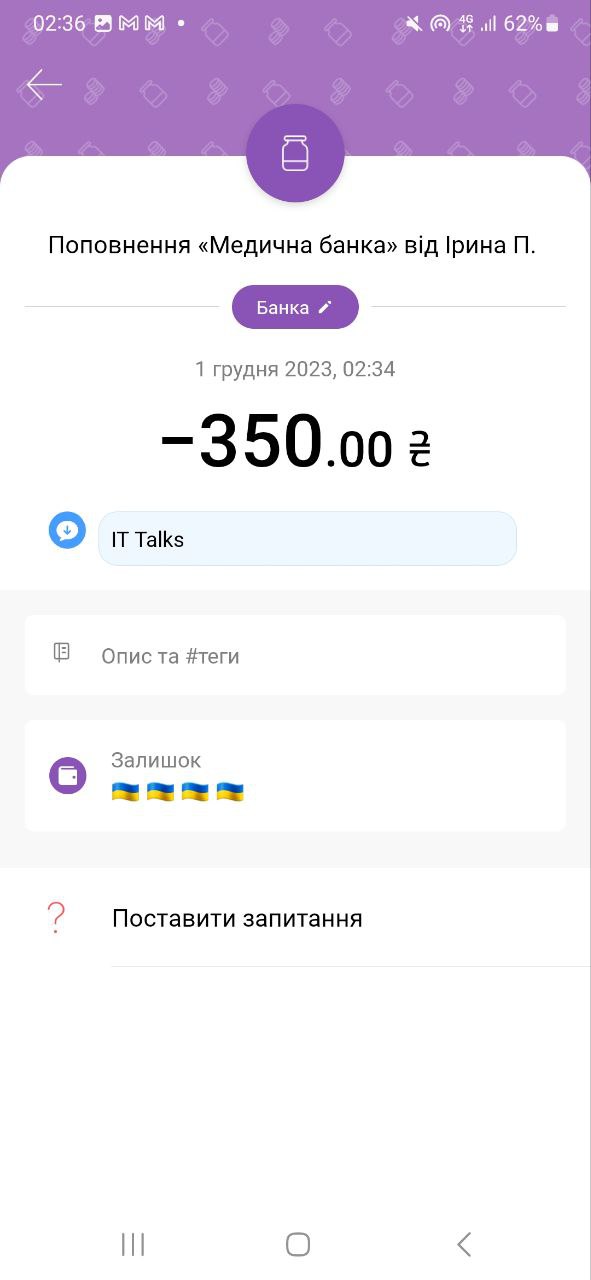 02:36
4G
62%
Поповнення «Медична банка» від Ірина П.
Банка
1 грудня 2023, 02:34
–350.00 ₴
IT Talks
Опис та #теги
Залишок
🇺🇦 🇺🇦 🇺🇦 🇺🇦
Поставити запитання